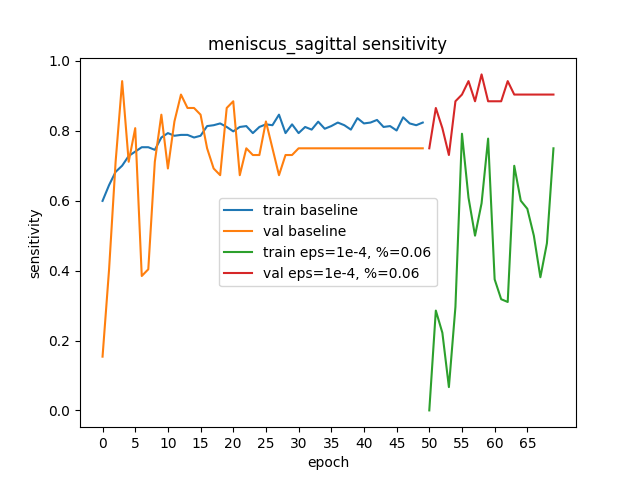 meniscus_sagittal sensitivity
sensitivity
1.0
0.8
0.6
0.4
0.2
0.0
train baseline
val baseline
train eps=1e-4, %=0.06
val eps=1e-4, %=0.06
0 5 10 15 20 25 30 35 40 45 50 55 60 65
epoch